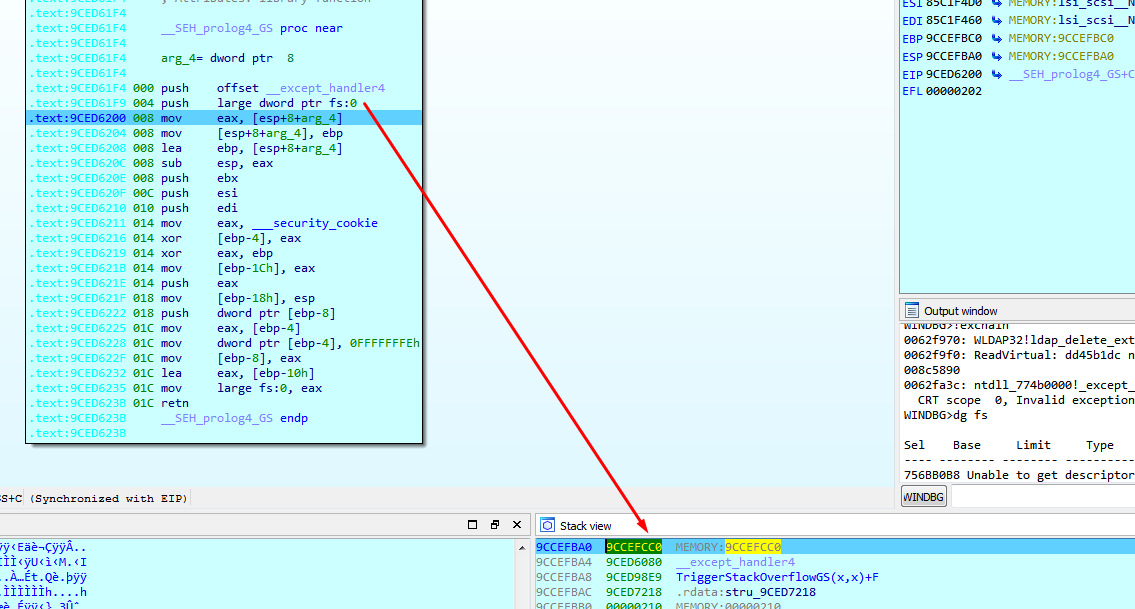 ; Attributes: library function
.text:9CED61F4
.text:9CED61F4 __SEH_prolog4_GS proc near
.text:9CED61F4
.text:9CED61F4 arg_4= dword ptr 8
.text:9CED61F4
.text:9CED61F4 000 push offset __except_handler4
.text:9CED61F9 004 push large dword ptr fs:0
.text:9CED6200 008 mov eax, [esp+8+arg_4]
.text:9CED6204 008 mov [esp+8+arg_4], ebp
.text:9CED6208 008 lea ebp, [esp+8+arg_4]
.text:9CED620C 008 sub esp, eax
.text:9CED620E 008 push ebx
.text:9CED620F 00C push esi
.text:9CED6210 010 push edi
.text:9CED6211 014 mov eax, ___security_cookie
.text:9CED6216 014 xor [ebp-4], eax
.text:9CED6219 014 xor eax, ebp
.text:9CED621B 014 mov [ebp-1Ch], eax
.text:9CED621E 014 push eax
.text:9CED621F 018 mov [ebp-18h], esp
.text:9CED6222 018 push dword ptr [ebp-8]
.text:9CED6225 01C mov eax, [ebp-4]
.text:9CED6228 01C mov dword ptr [ebp-4], 0FFFFFFFEh
.text:9CED622F 01C mov [ebp-8], eax
.text:9CED6232 01C lea eax, [ebp-10h]
.text:9CED6235 01C mov large fs:0, eax
.text:9CED623B 01C retn
.text:9CED623B __SEH_prolog4_GS endp
.text:9CED623B
S+C (Synchronized with EIP)
ESI 85C1F4D0 MEMORY:lsi_scsi__N
EDI 85C1F460 MEMORY:lsi_scsi__N
EBP 9CCEFBC0 MEMORY:9CCEFBC0
ESP 9CCEFBA0 MEMORY:9CCEFBA0
EIP 9CED6200 __SEH_prolog4_GS+C
EFL 00000202
Output window
WINDBG>!exchain
0062f970: WLDAP32!ldap_delete_ext
0062f9f0: ReadVirtual: dd45b1dc n
008c5890
0062fa3c: ntdll_774b0000!_except_
CRT scope 0, Invalid exception
WINDBG>dg fs
Sel Base Limit Type
---- -------- -------- ----------
756BB0B8 Unable to get descriptor
WINDBG
Stack view
9CCEFBA0 9CCEFCC0 MEMORY:9CCEFCC0
9CCEFBA4 9CED6080 __except_handler4
9CCEFBA8 9CED98E9 TriggerStackOverflowGS(x,x)+F
9CCEFBAC 9CED7218 .rdata:stru_9CED7218
9CCEFBB0 00000210 MEMORY:00000210